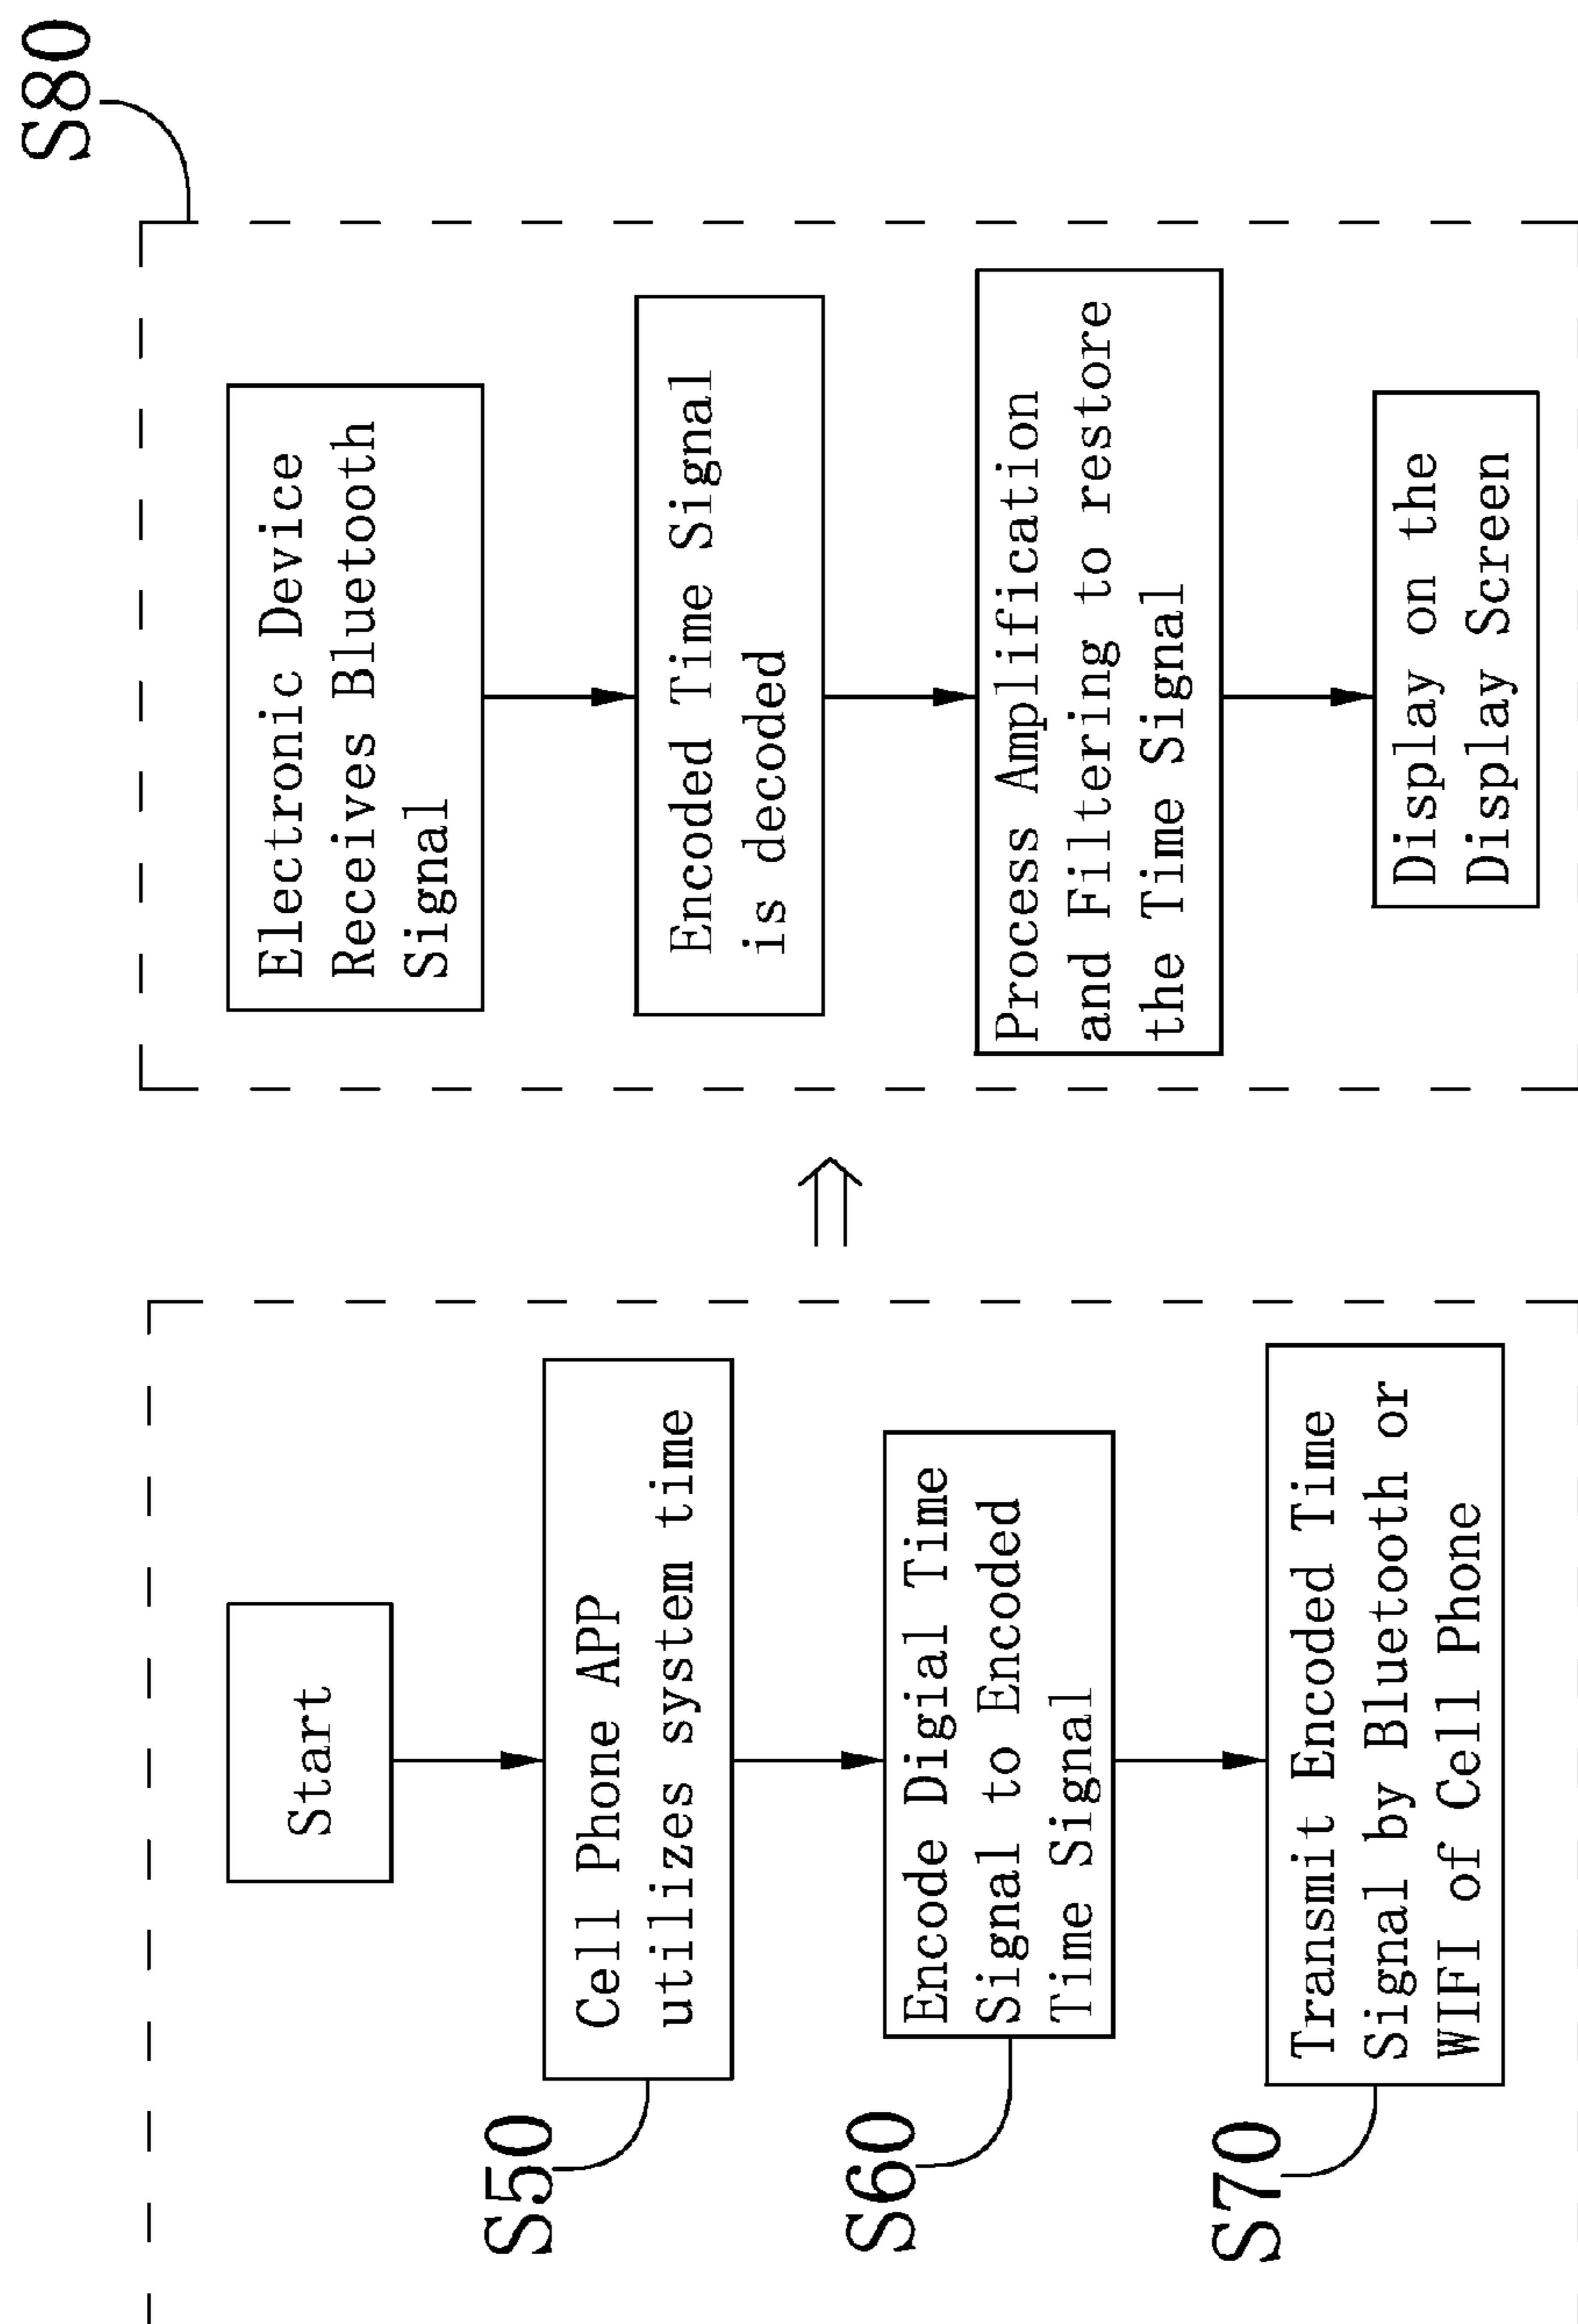 Start
S50
Cell Phone APP
utilizes system time
S60
Encode Digial Time
Signal to Encoded
Time Signal
S70
Transmit Encoded Time
Signal by Bluetooth or
WIFI of Cell Phone
S80
Electronic Device
Receives Bluetooth
Signal
Encoded Time Signal
is decoded
Process Amplification
and Filtering to restore
the Time Signal
Display on the
Display Screen